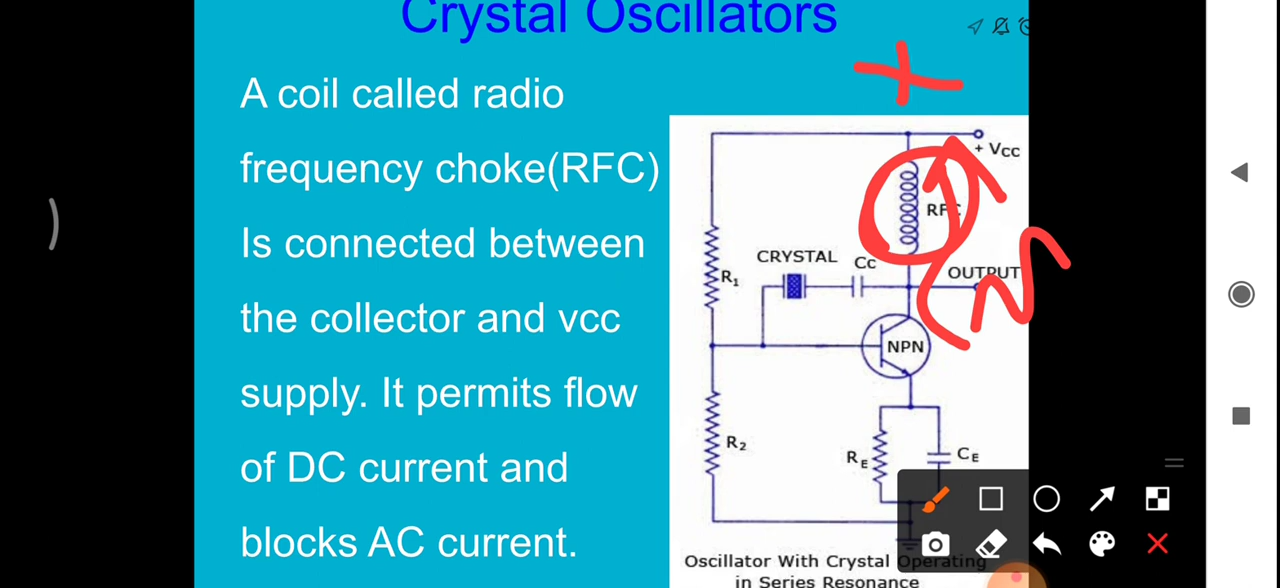 Crystal Oscillators
A coil called radio
frequency choke(RFC)
Is connected between
the collector and vcc
supply. It permits flow
of DC current and
blocks AC current.
+ Vcc
RFC
CRYSTAL
Cc
OUTPUT
R1
NPN
R2
RE
CE
Oscillator With Crystal Operating
in Series Resonance